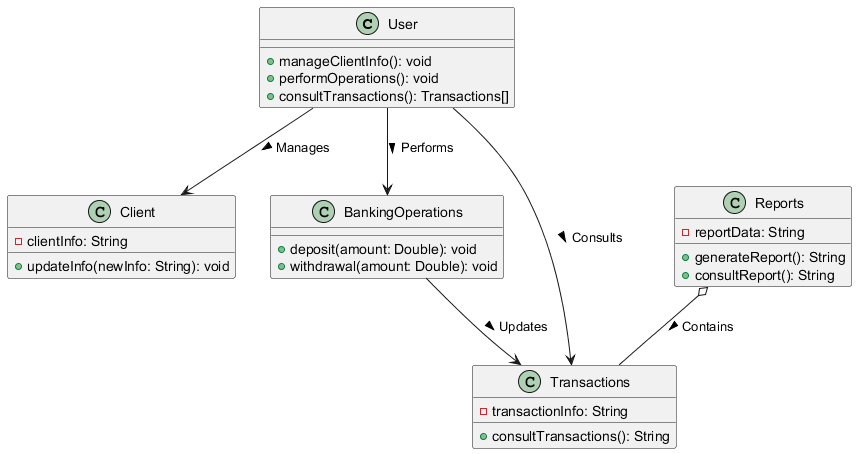 C User
manageClientInfo(): void
performOperations(): void
consultTransactions(): Transactions[]
Manages
Performs
C Client
clientInfo: String
updateInfo(newInfo: String): void
C BankingOperations
deposit(amount: Double): void
withdrawal(amount: Double): void
Consults
C Reports
reportData: String
generateReport(): String
consultReport(): String
Updates
Contains
C Transactions
transactionInfo: String
consultTransactions(): String